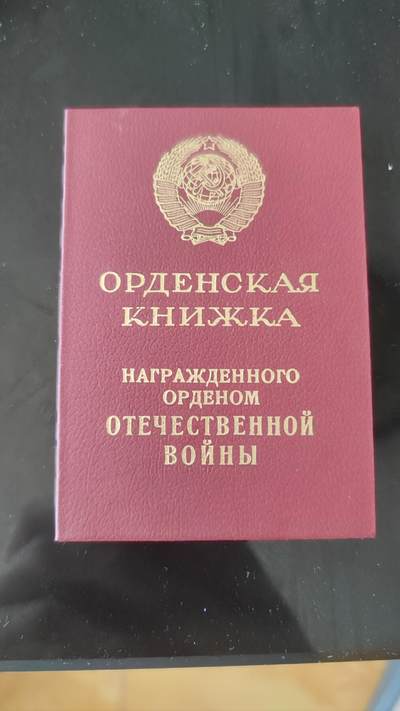 ОРДЕНСКАЯ
КНИЖКА
НАГРАЖДЕННОГО
ОРДЕНОМ
ОТЕЧЕСТВЕННОЙ
ВОЙНЫ